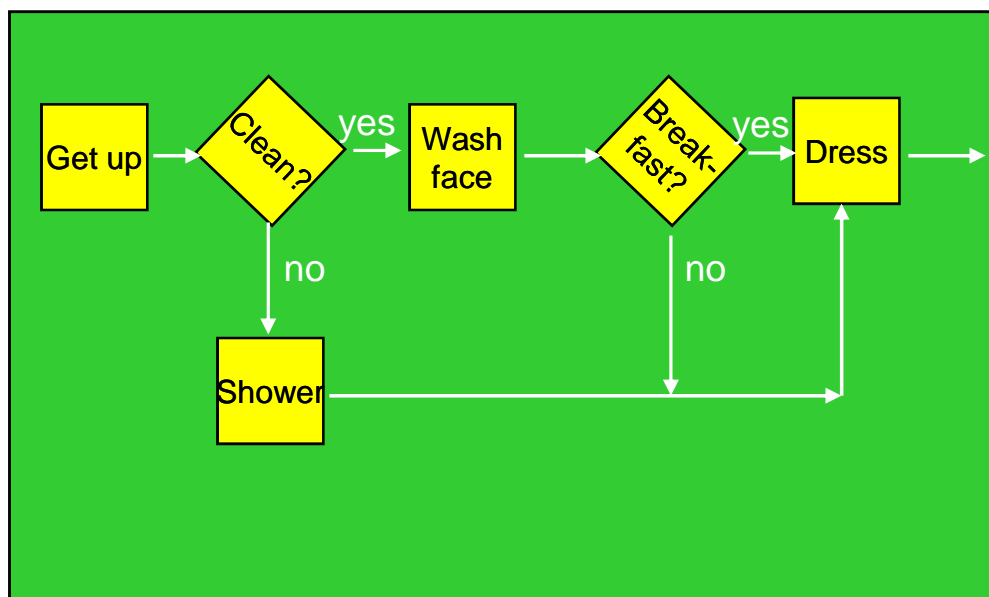 Get up
Clean?
yes
Wash
face
Break-
fast?
yes
Dress
no
no
Shower